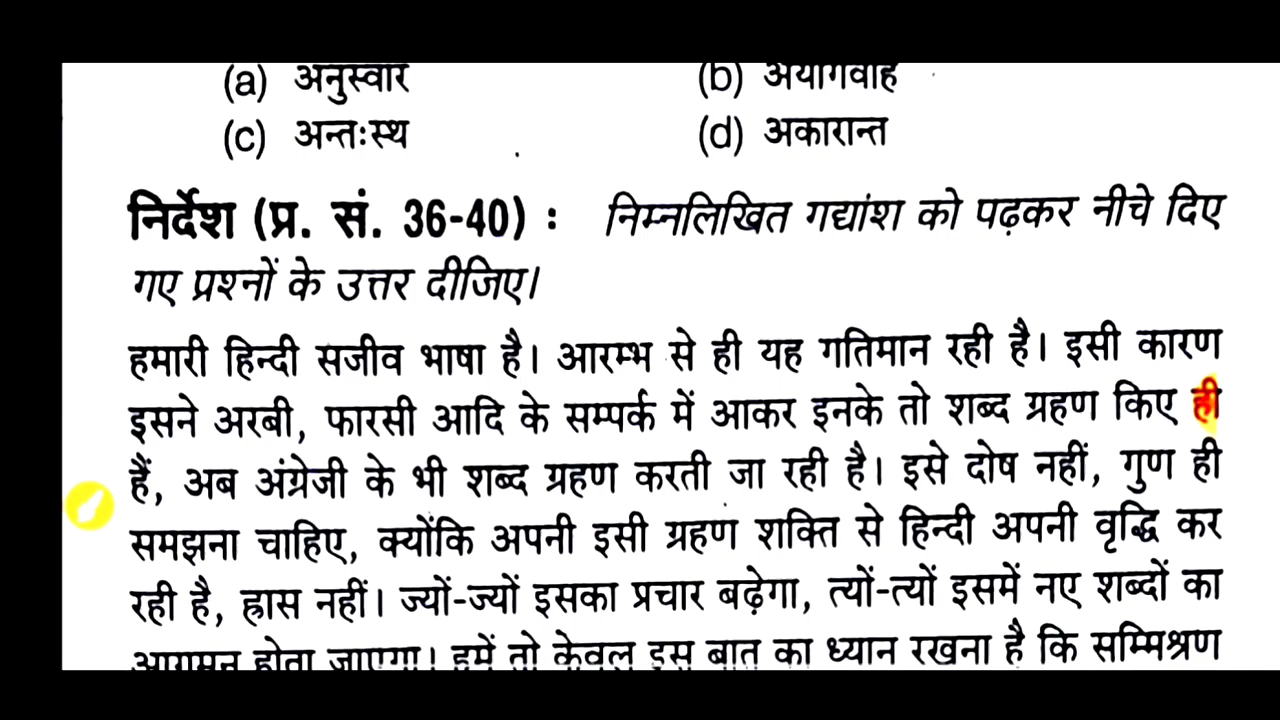 (a) अनुस्वार (b) अयोगवाह
(c) अन्तःस्थ (d) अकारान्त
निर्देश (प्र. सं. 36-40) : निम्नलिखित गद्यांश को पढ़कर नीचे दिए
गए प्रश्नों के उत्तर दीजिए।
हमारी हिन्दी सजीव भाषा है। आरम्भ से ही यह गतिमान रही है। इसी कारण
इसने अरबी, फारसी आदि के सम्पर्क में आकर इनके तो शब्द ग्रहण किए ही
हैं, अब अंग्रेजी के भी शब्द ग्रहण करती जा रही है। इसे दोष नहीं, गुण ही
समझना चाहिए, क्योंकि अपनी इसी ग्रहण शक्ति से हिन्दी अपनी वृद्धि कर
रही है, ह्रास नहीं। ज्यों-ज्यों इसका प्रचार बढ़ेगा, त्यों-त्यों इसमें नए शब्दों का
आगमन होता जाएगा। हमें तो केवल इस बात का ध्यान रखना है कि सम्मिश्रण